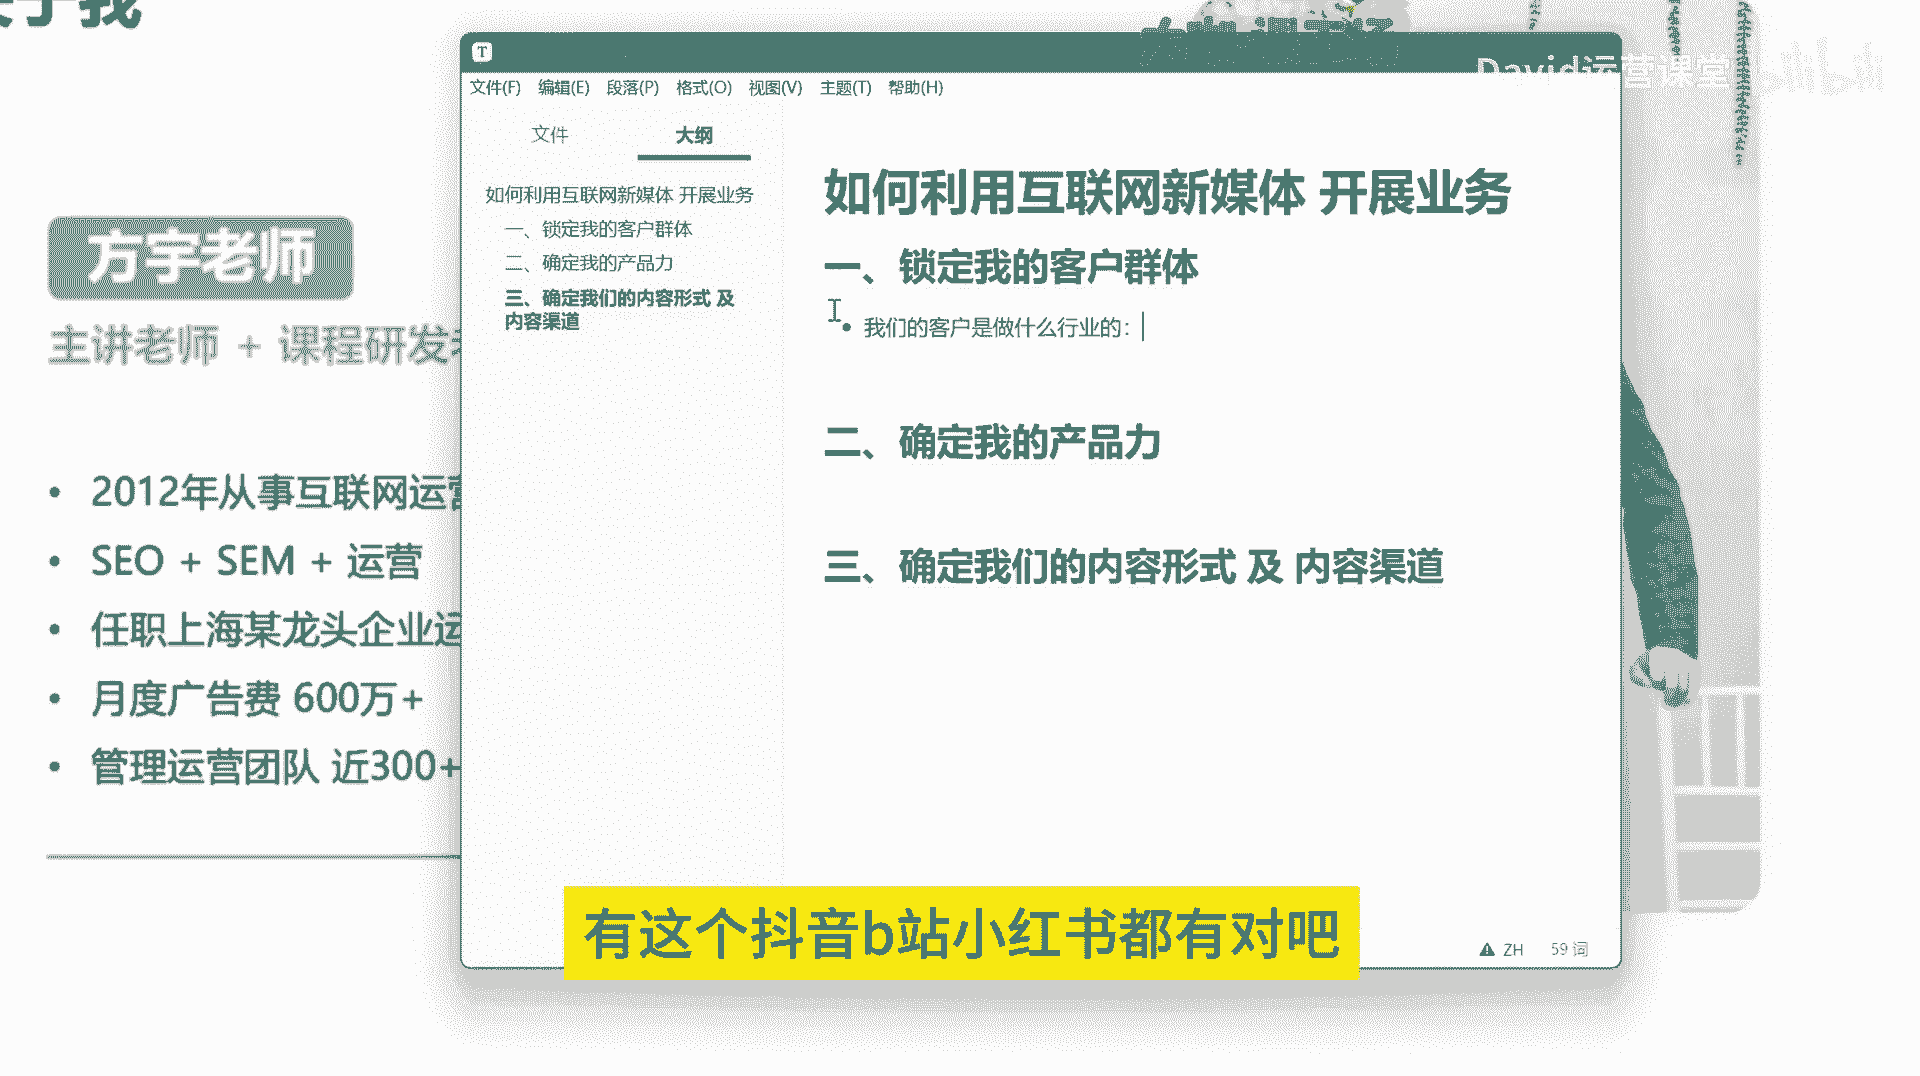 于我
David运营课堂
bilibili
T
文件(F) 编辑(E) 段落(P) 格式(O) 视图(V) 主题(T) 帮助(H)
文件 大纲
如何利用互联网新媒体 开展业务
一、锁定我的客户群体
二、确定我的产品力
三、确定我们的内容形式 及
内容渠道
如何利用互联网新媒体 开展业务
一、锁定我的客户群体
• 我们的客户是做什么行业的：
二、确定我的产品力
三、确定我们的内容形式 及 内容渠道
ZH 59 词
方宇老师
主讲老师 + 课程研发
• 2012年从事互联网运营
• SEO + SEM + 运营
• 任职上海某龙头企业运
• 月度广告费 600万+
• 管理运营团队 近300+
有这个抖音b站小红书都有对吧